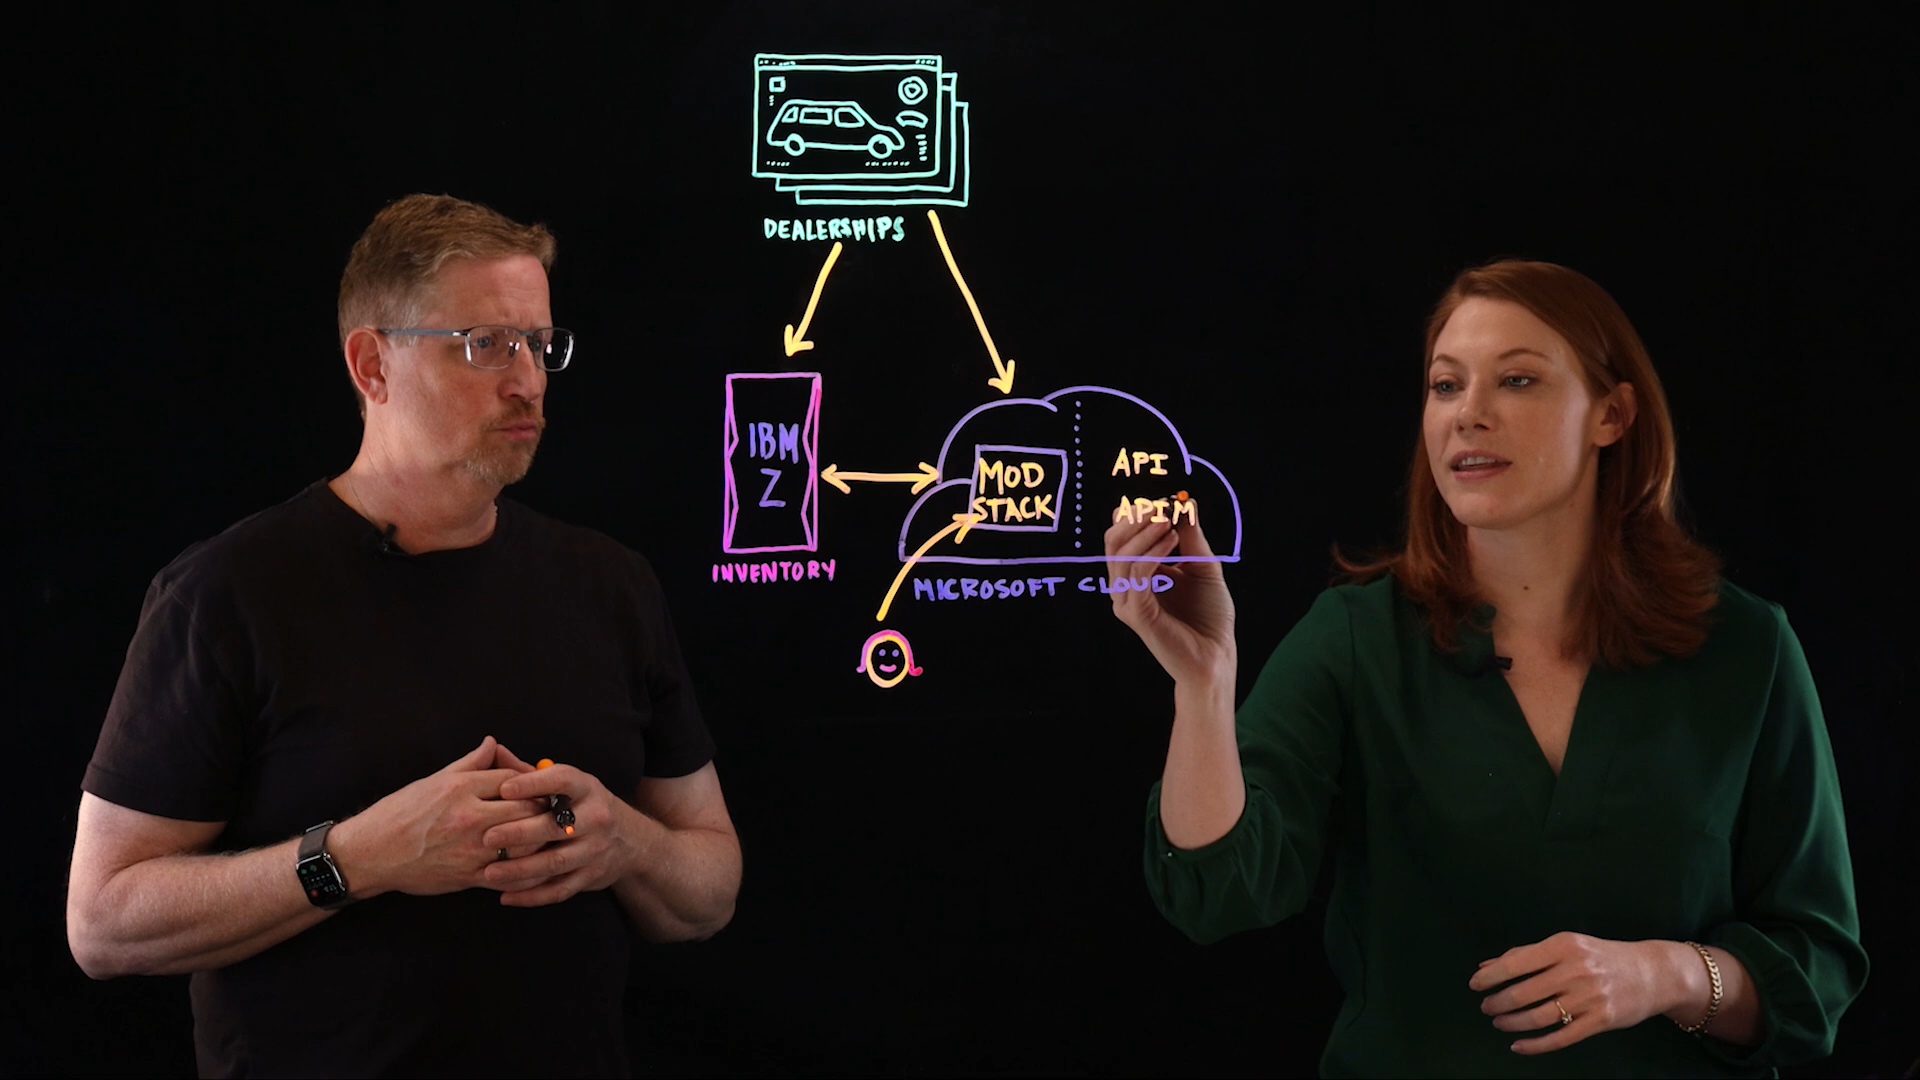 DEALERSHIPS
IBM
Z
INVENTORY
MOD
STACK
API
APIM
MICROSOFT CLOUD